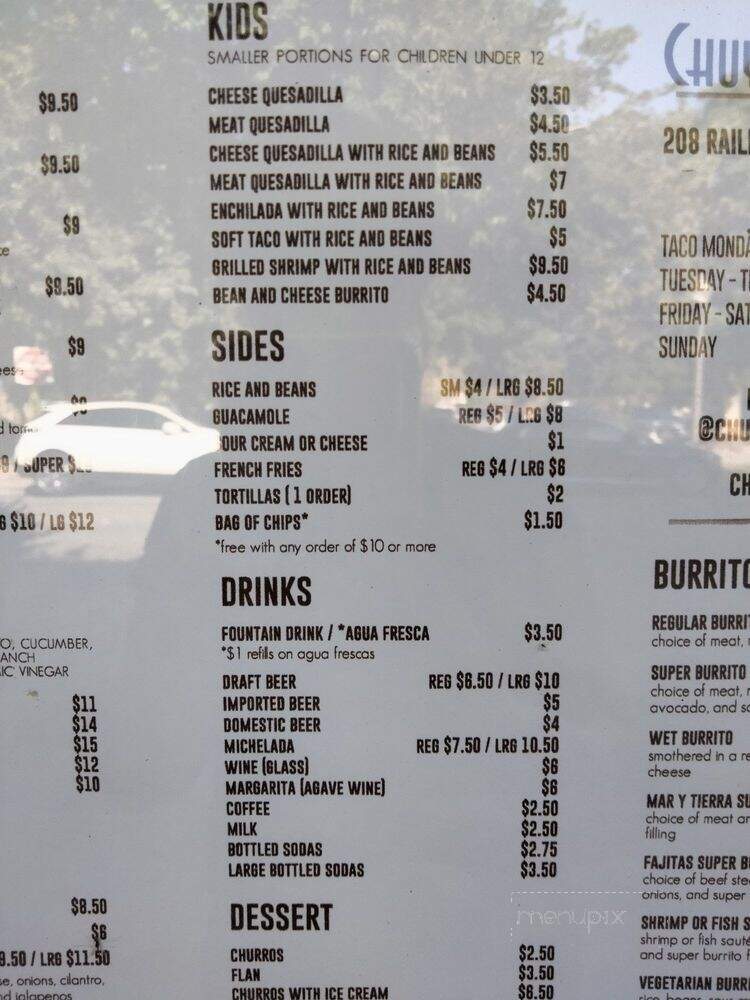 $9.50
$9.50
$9
$9.50
$9
SUPER
$10 / LG $12
CUCUMBER,
VINEGAR
$11
$14
$15
$12
$10
$8.50
$6
/ LRG $11.50
onions, cilantro,
jalapenos
KIDS
SMALLER PORTIONS FOR CHILDREN UNDER 12
CHEESE QUESADILLA $3.50
MEAT QUESADILLA $4.50
CHEESE QUESADILLA WITH RICE AND BEANS $5.50
MEAT QUESADILLA WITH RICE AND BEANS $7
ENCHILADA WITH RICE AND BEANS $7.50
SOFT TACO WITH RICE AND BEANS $5
GRILLED SHRIMP WITH RICE AND BEANS $9.50
BEAN AND CHEESE BURRITO $4.50
SIDES
RICE AND BEANS SM $4 / LRG $8.50
GUACAMOLE REG $5 / LRG $8
SOUR CREAM OR CHEESE $1
FRENCH FRIES REG $4 / LRG $6
TORTILLAS (1 ORDER) $2
BAG OF CHIPS* $1.50
*free with any order of $10 or more
DRINKS
FOUNTAIN DRINK / *AGUA FRESCA $3.50
*$1 refills on agua frescas
DRAFT BEER REG $6.50 / LRG $10
IMPORTED BEER $5
DOMESTIC BEER $4
MICHELADA REG $7.50 / LRG 10.50
WINE (GLASS) $6
MARGARITA (AGAVE WINE) $6
COFFEE $2.50
MILK $2.50
BOTTLED SODAS $2.75
LARGE BOTTLED SODAS $3.50
DESSERT
CHURROS $2.50
FLAN $3.50
CHURROS WITH ICE CREAM $6.50
208
TACO
TUESDAY -
FRIDAY -
SUNDAY
REGULAR
choice of meat,
SUPER BURRITO
choice of meat,
avocado, and
WET BURRITO
smothered in a
cheese
MAR Y TIERRA
choice of meat
filling
FAJITAS SUPER
choice of beef
onions, and super
SHRIMP OR FISH
shrimp or fish
and super burrito
VEGETARIAN
menupix